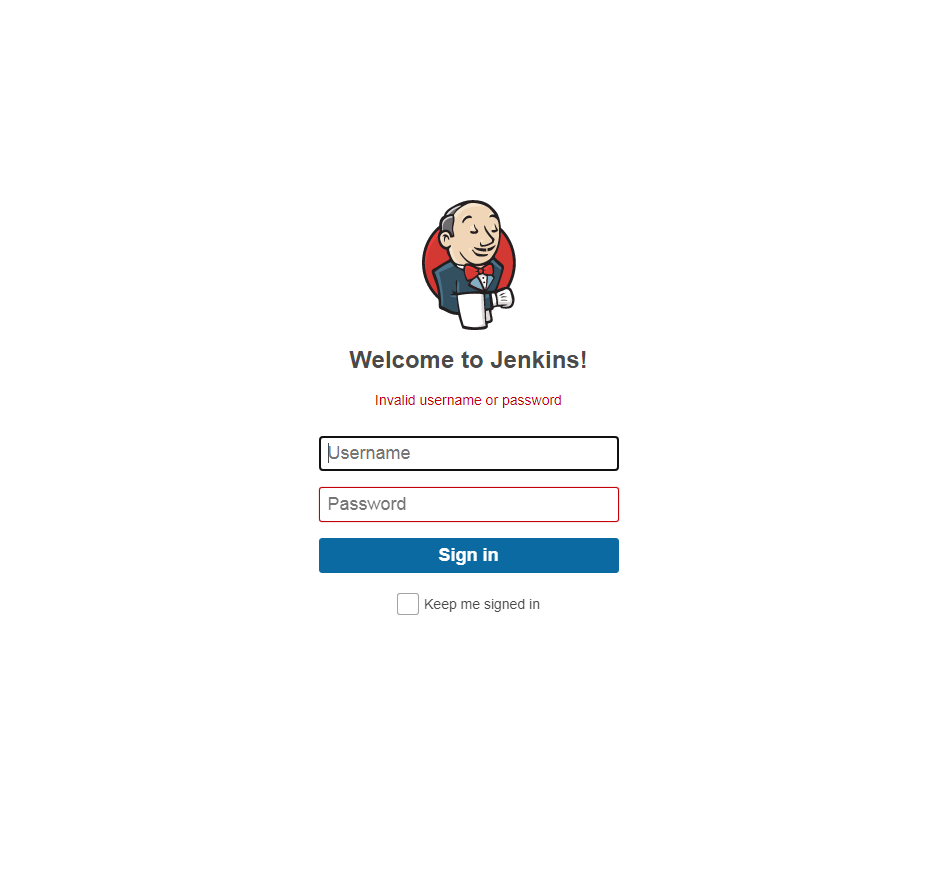 Welcome to Jenkins!
Invalid username or password
Username
Password
Sign in
Keep me signed in